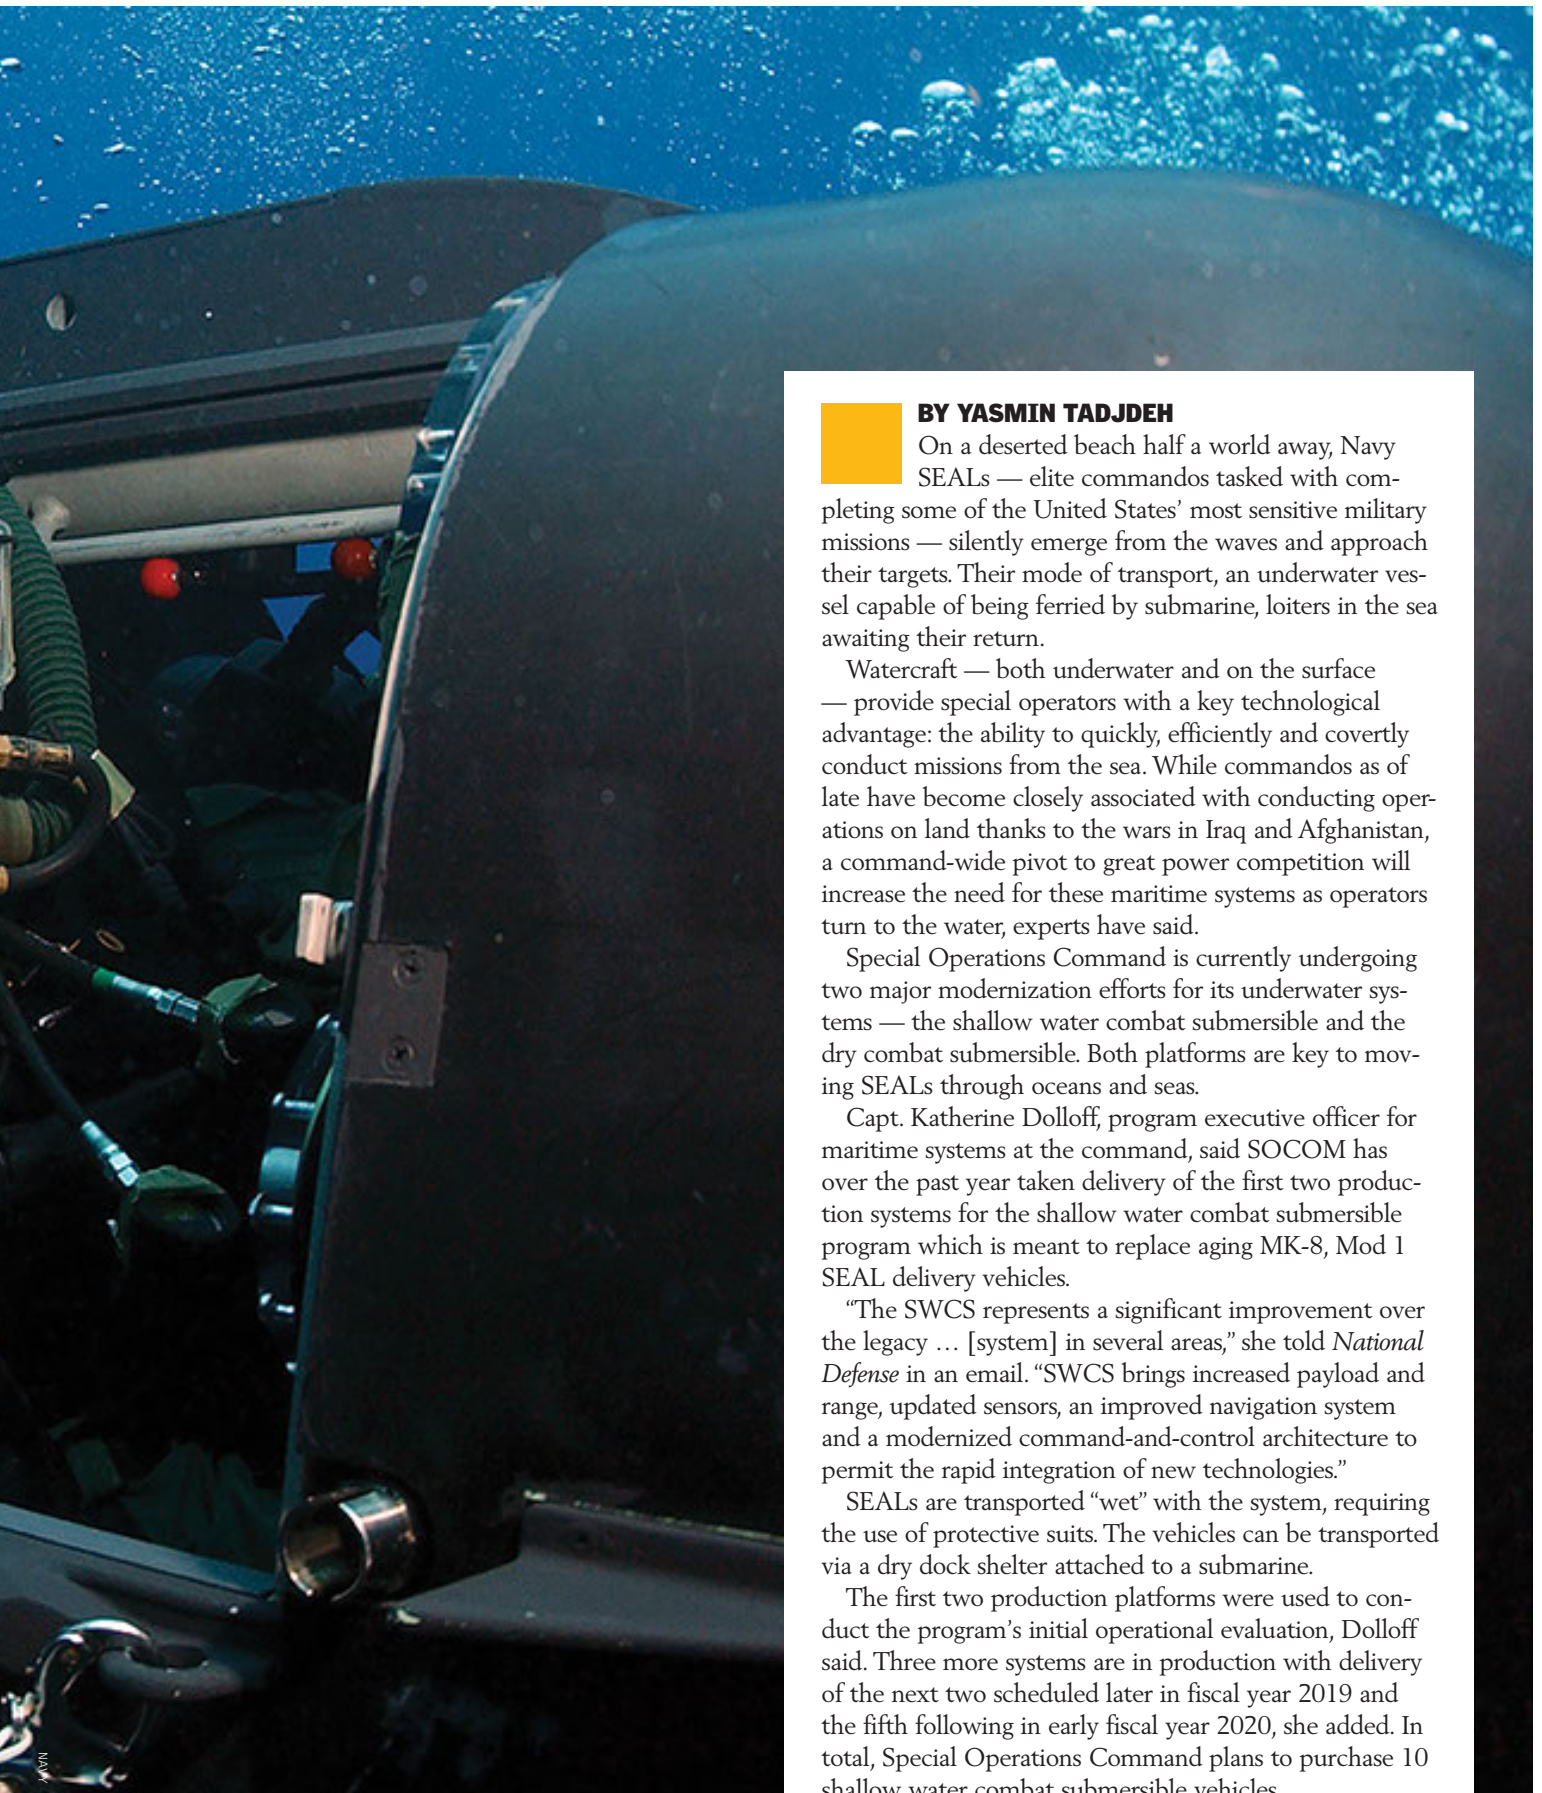 BY YASMIN TADJDEH
On a deserted beach half a world away, Navy
SEALs — elite commandos tasked with com-
pleting some of the United States’ most sensitive military
missions — silently emerge from the waves and approach
their targets. Their mode of transport, an underwater ves-
sel capable of being ferried by submarine, loiters in the sea
awaiting their return.
Watercraft — both underwater and on the surface
— provide special operators with a key technological
advantage: the ability to quickly, efficiently and covertly
conduct missions from the sea. While commandos as of
late have become closely associated with conducting oper-
ations on land thanks to the wars in Iraq and Afghanistan,
a command-wide pivot to great power competition will
increase the need for these maritime systems as operators
turn to the water, experts have said.
Special Operations Command is currently undergoing
two major modernization efforts for its underwater sys-
tems — the shallow water combat submersible and the
dry combat submersible. Both platforms are key to mov-
ing SEALs through oceans and seas.
Capt. Katherine Dolloff, program executive officer for
maritime systems at the command, said SOCOM has
over the past year taken delivery of the first two produc-
tion systems for the shallow water combat submersible
program which is meant to replace aging MK-8, Mod 1
SEAL delivery vehicles.
“The SWCS represents a significant improvement over
the legacy … [system] in several areas,” she told National
Defense in an email. “SWCS brings increased payload and
range, updated sensors, an improved navigation system
and a modernized command-and-control architecture to
permit the rapid integration of new technologies.”
SEALs are transported “wet” with the system, requiring
the use of protective suits. The vehicles can be transported
via a dry dock shelter attached to a submarine.
The first two production platforms were used to con-
duct the program’s initial operational evaluation, Dolloff
said. Three more systems are in production with delivery
of the next two scheduled later in fiscal year 2019 and
the fifth following in early fiscal year 2020, she added. In
total, Special Operations Command plans to purchase 10
shallow water combat submersible vehicles.
NAVY